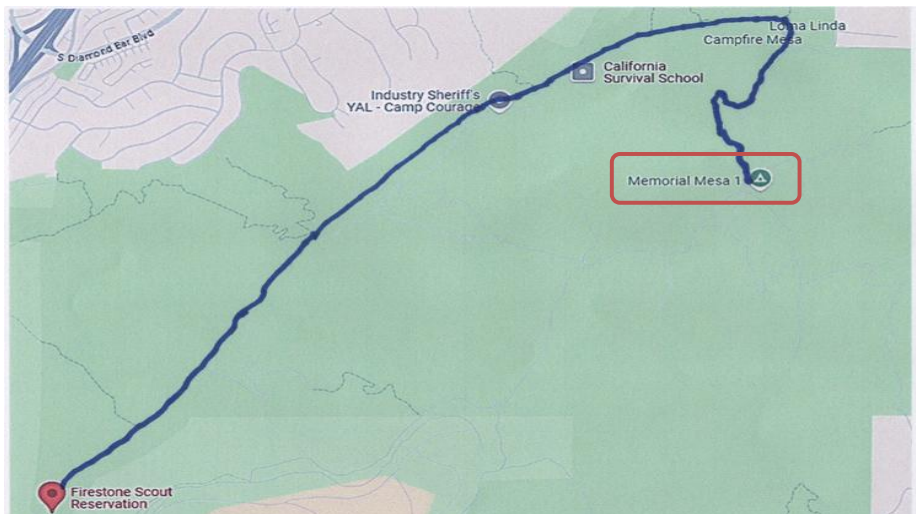 S Diamond Bar Blvd
Loma Linda
Campfire Mesa
California
Survival School
Industry Sheriff's
YAL - Camp Courage
Memorial Mesa 1
Firestone Scout
Reservation